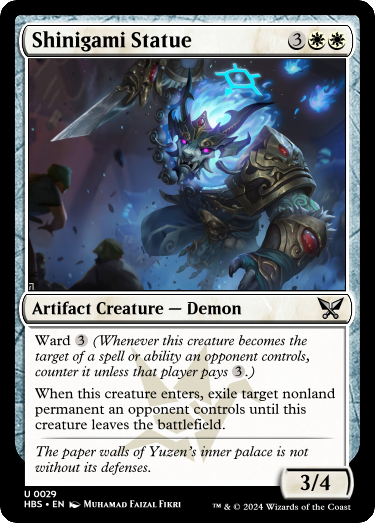 Shinigami Statue 3
Artifact Creature — Demon
Ward 3 (Whenever this creature becomes the
target of a spell or ability an opponent controls,
counter it unless that player pays 3.)
When this creature enters, exile target nonland
permanent an opponent controls until this
creature leaves the battlefield.
The paper walls of Yuzen's inner palace is not
without its defenses.
3/4
U 0029
HBS • EN Muhamad Faizal Fikri
™ & © 2024 Wizards of the Coast